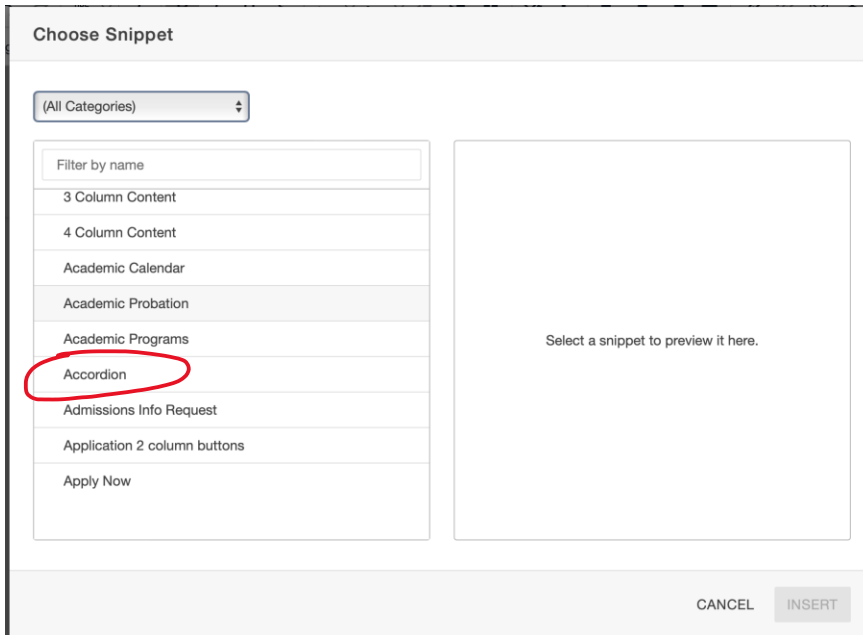 Choose Snippet
(All Categories)
Filter by name
3 Column Content
4 Column Content
Academic Calendar
Academic Probation
Academic Programs
Accordion
Admissions Info Request
Application 2 column buttons
Apply Now
Select a snippet to preview it here.
CANCEL INSERT